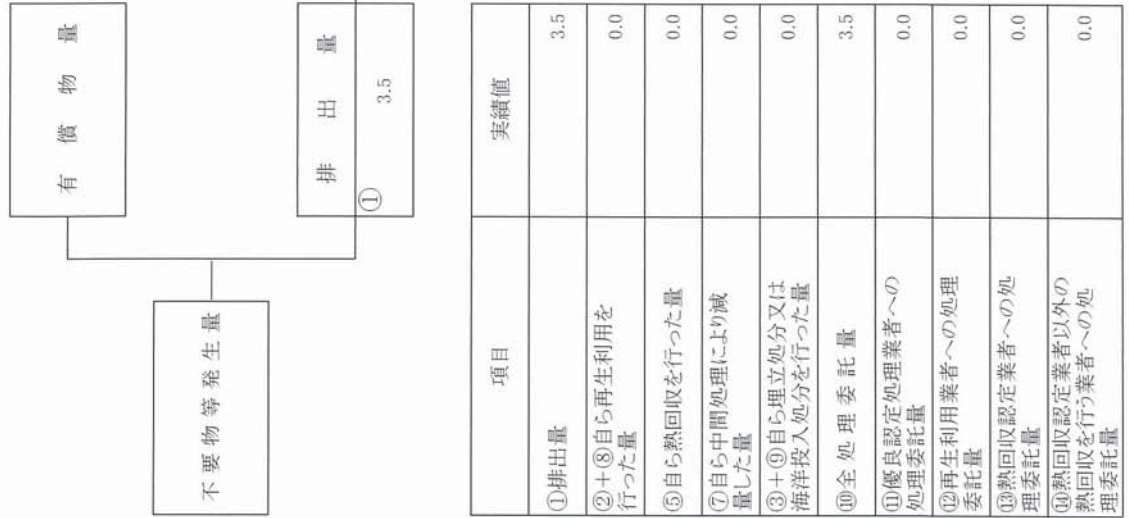 不要物等発生量
有償物量
排出量
①
3.5
項目
実績値
①排出量
3.5
②+⑧自ら再生利用を
行った量
0.0
⑤自ら熱回収を行った量
0.0
⑦自ら中間処理により減
量した量
0.0
③+⑨自ら埋立処分又は
海洋投入処分を行った量
0.0
⑩全処理委託量
3.5
⑪優良認定処理業者への
処理委託量
0.0
⑫再生利用業者への処理
委託量
0.0
⑬熱回収認定業者への処
理委託量
0.0
⑭熱回収認定業者以外の
熱回収を行う業者への処
理委託量
0.0